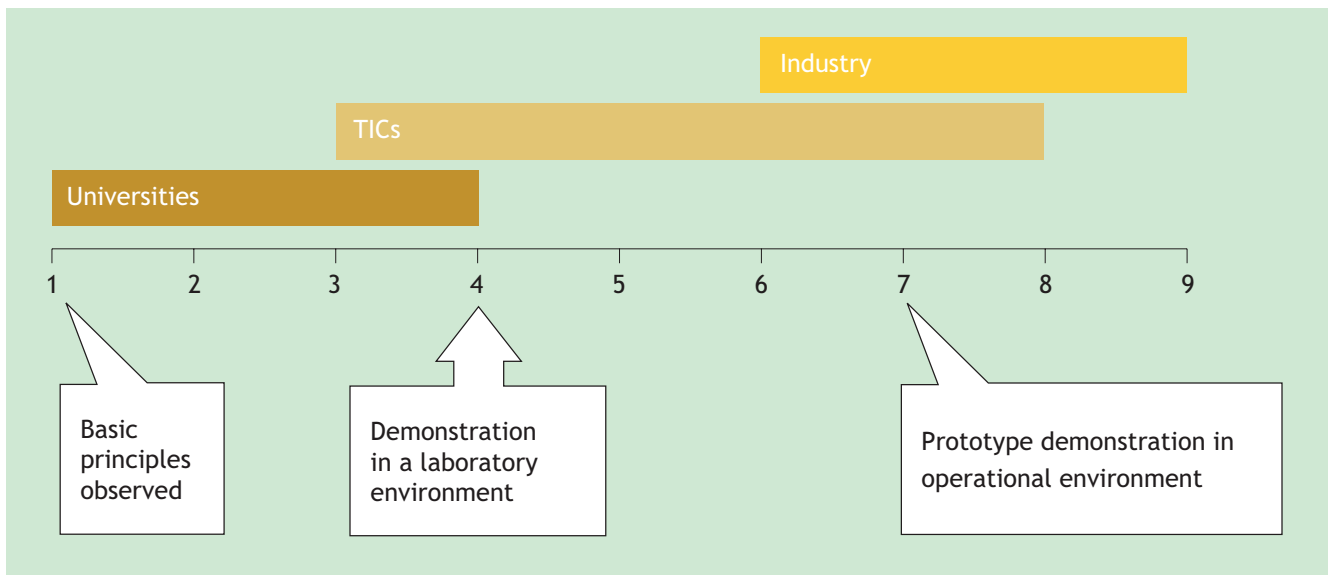 Industry
TICs
Universities
1 2 3 4 5 6 7 8 9
Basic
principles
observed
Demonstration
in a laboratory
environment
Prototype demonstration in
operational environment